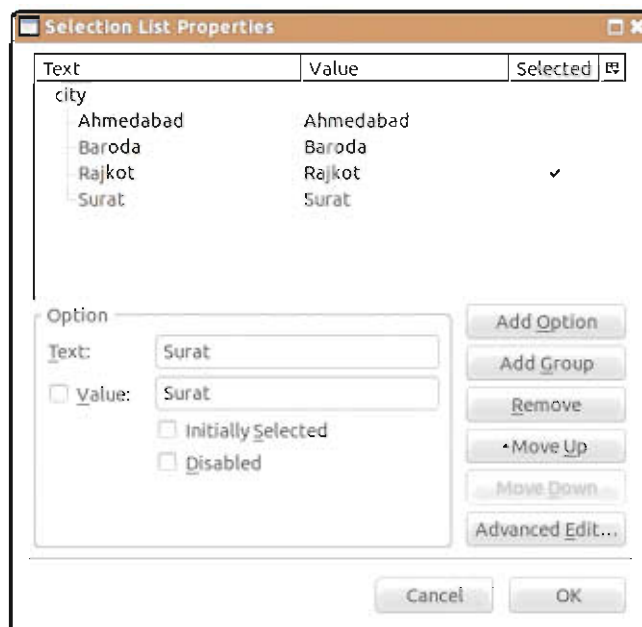 Selection List Properties
Text Value Selected
city
Ahmedabad Ahmedabad
Baroda Baroda
Rajkot Rajkot
Surat Surat
Option
Text: Surat
Value: Surat
Initially Selected
Disabled
Add Option
Add Group
Remove
Move Up
Move Down
Advanced Edit...
Cancel OK